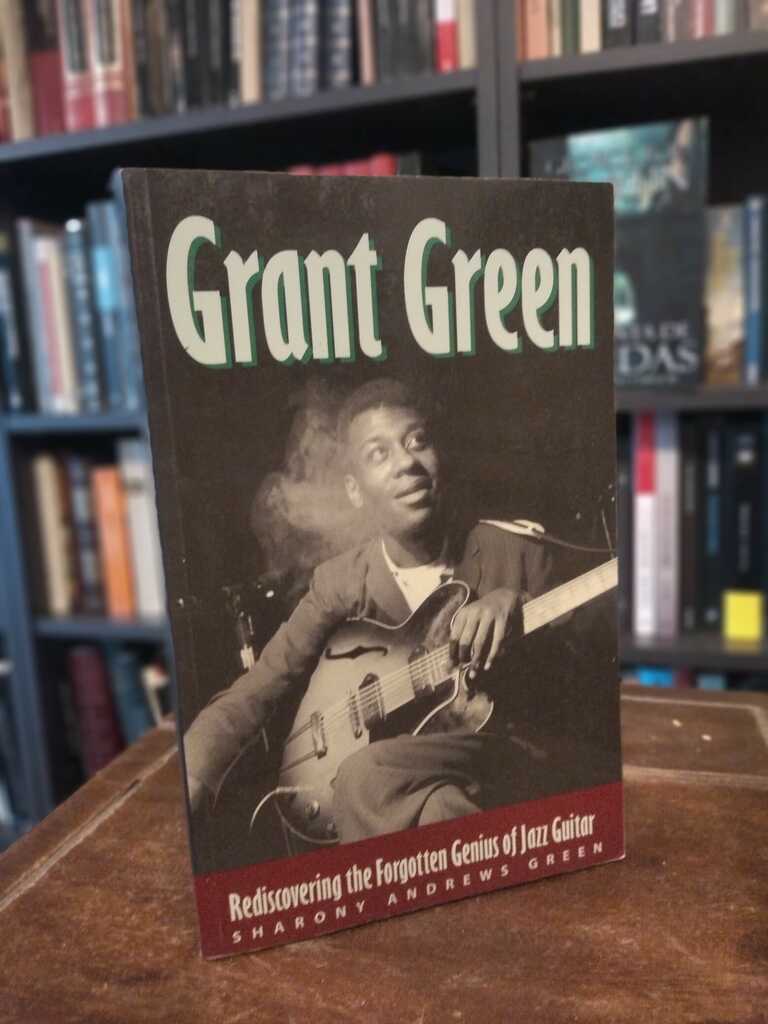 Grant Green
Rediscovering the Forgotten Genius of Jazz Guitar
SHARONY ANDREWS GREEN